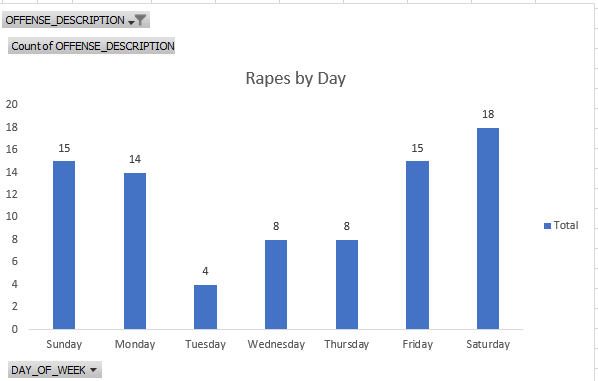 OFFENSE_DESCRIPTION
Count of OFFENSE_DESCRIPTION
Rapes by Day
20
18
16
14
12
10
8
6
4
2
0
15
14
4
8
8
15
18
Sunday
Monday
Tuesday
Wednesday
Thursday
Friday
Saturday
Total
DAY_OF_WEEK